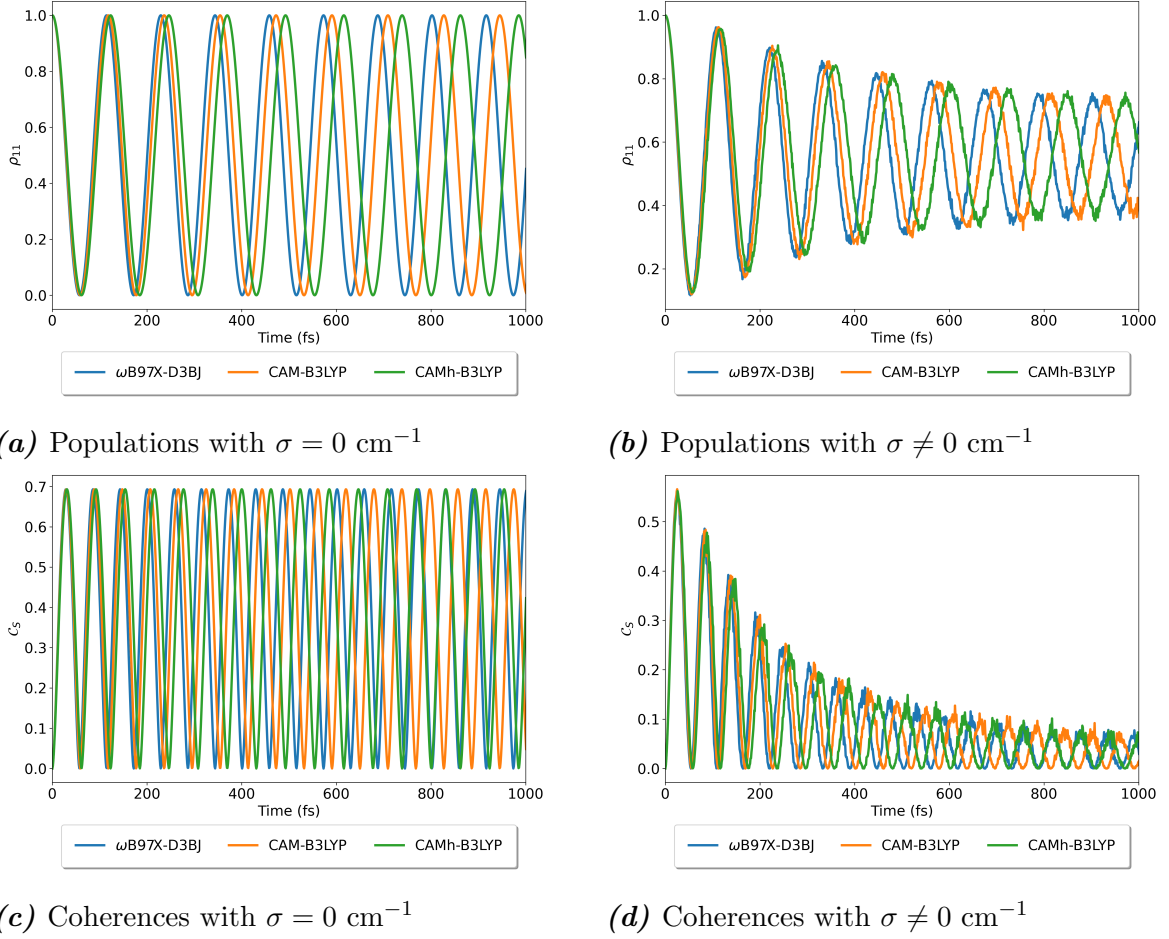 1.0
0.8
0.6
0.4
0.2
0.0
ρ11
0 200 400 600 800 1000
Time (fs)
ωB97X-D3BJ CAM-B3LYP CAMh-B3LYP
(a) Populations with σ = 0 cm⁻¹
1.0
0.8
0.6
0.4
0.2
ρ11
0 200 400 600 800 1000
Time (fs)
ωB97X-D3BJ CAM-B3LYP CAMh-B3LYP
(b) Populations with σ ≠ 0 cm⁻¹
0.7
0.6
0.5
0.4
0.3
0.2
0.1
0.0
Cs
0 200 400 600 800 1000
Time (fs)
ωB97X-D3BJ CAM-B3LYP CAMh-B3LYP
(c) Coherences with σ = 0 cm⁻¹
0.5
0.4
0.3
0.2
0.1
0.0
Cs
0 200 400 600 800 1000
Time (fs)
ωB97X-D3BJ CAM-B3LYP CAMh-B3LYP
(d) Coherences with σ ≠ 0 cm⁻¹